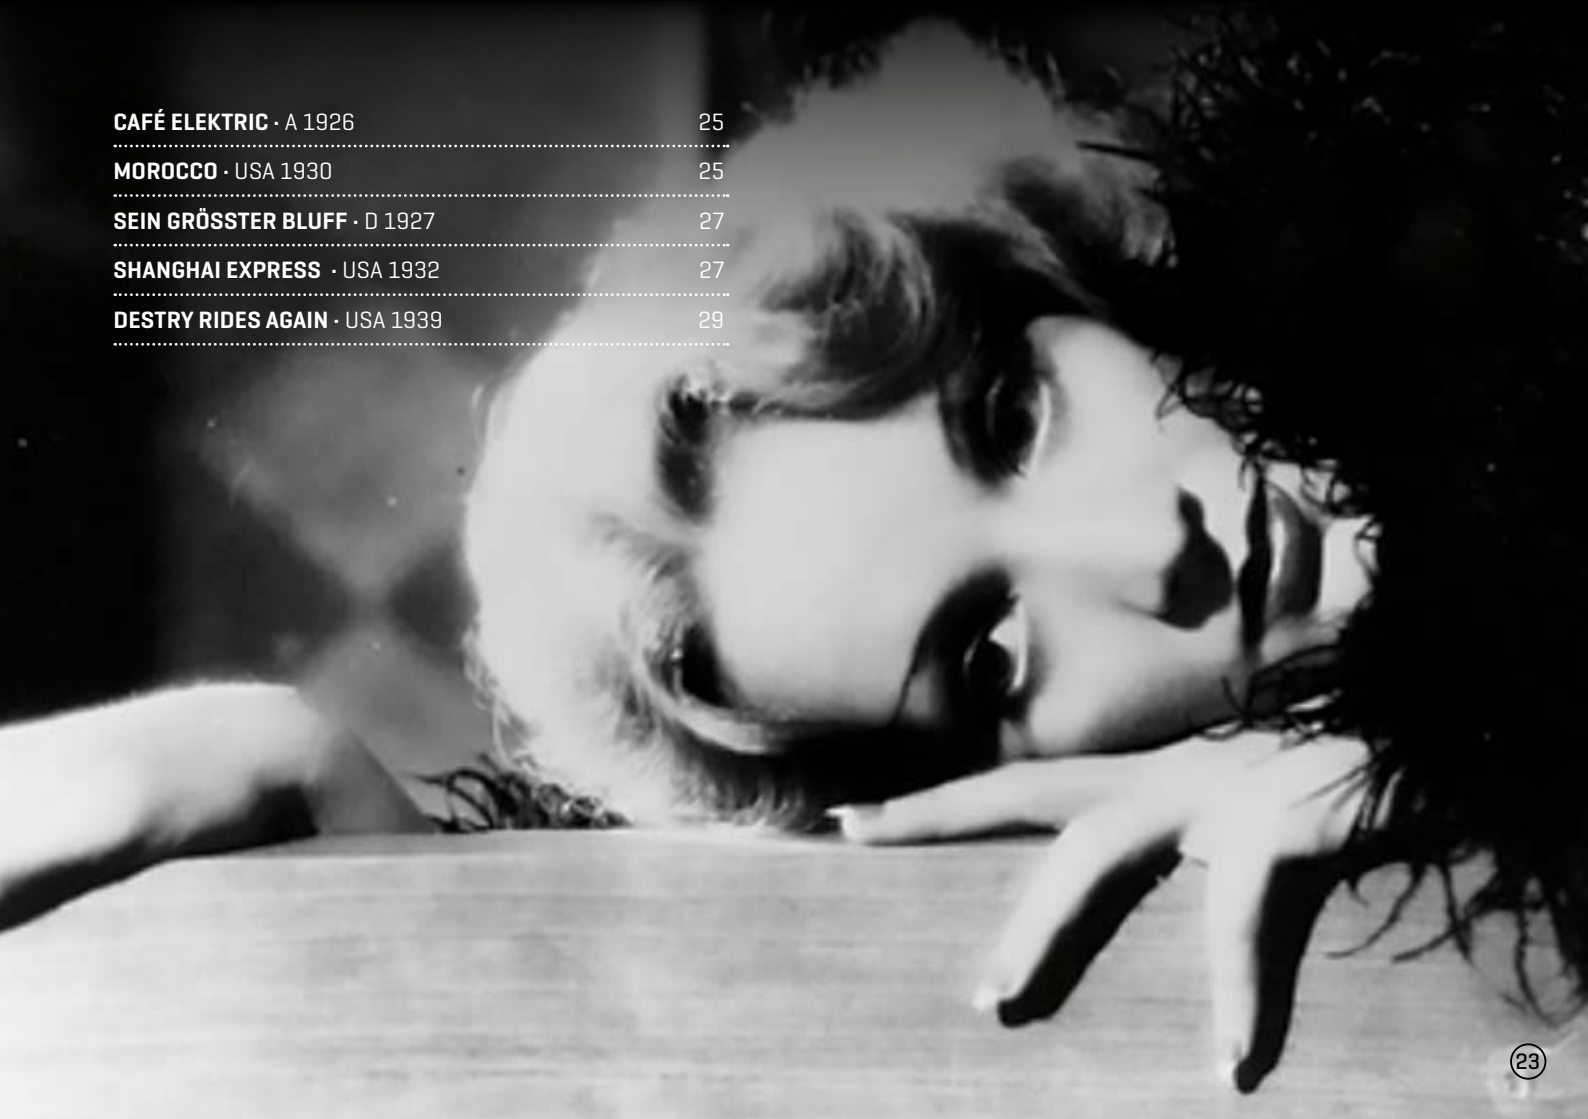 CAFÉ ELEKTRIC · A 1926 25
MOROCCO · USA 1930 25
SEIN GRÖSSTER BLUFF · D 1927 27
SHANGHAI EXPRESS · USA 1932 27
DESTRY RIDES AGAIN · USA 1939 29
23